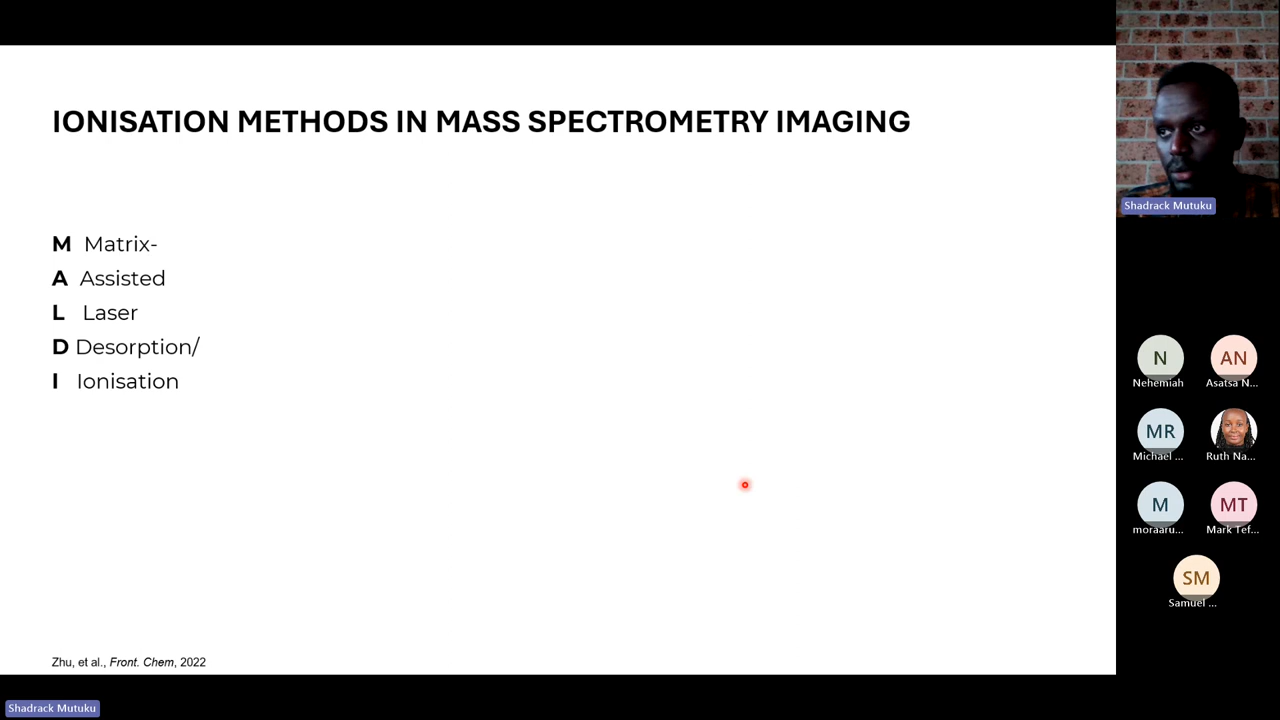 IONISATION METHODS IN MASS SPECTROMETRY IMAGING
M Matrix-
A Assisted
L Laser
D Desorption/
I Ionisation
Zhu, et al., Front. Chem, 2022
Shadrack Mutuku
Shadrack Mutuku
N
Nehemiah
AN
Asatsa N...
MR
Michael ...
Ruth Na...
M
moraaru...
MT
Mark Tef...
SM
Samuel ...